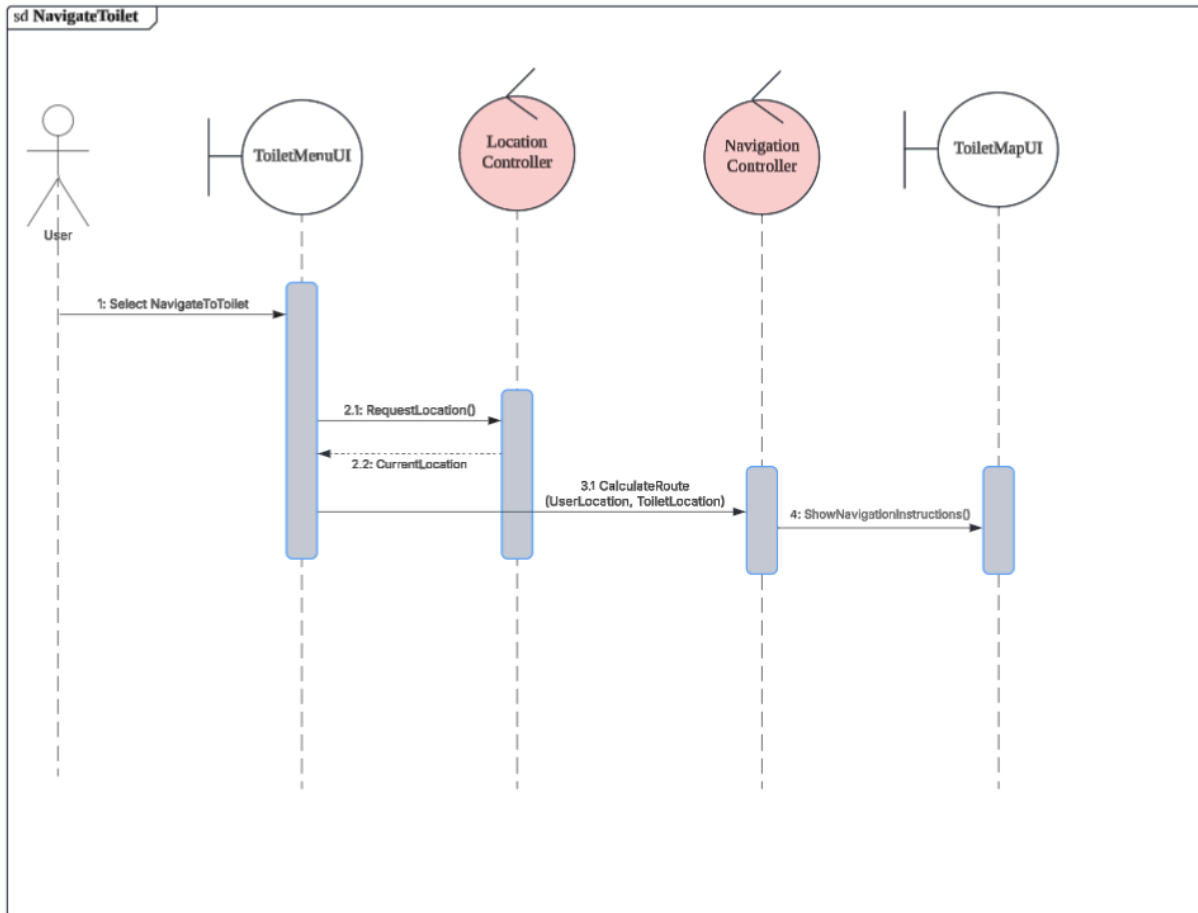 sd NavigateToilet
ToiletMenuUI
Location
Controller
Navigation
Controller
ToiletMapUI
User
1: Select NavigateToToilet
2.1: RequestLocation()
2.2: CurrentLocation
3.1 CalculateRoute
(UserLocation, ToiletLocation)
4: ShowNavigationInstructions()